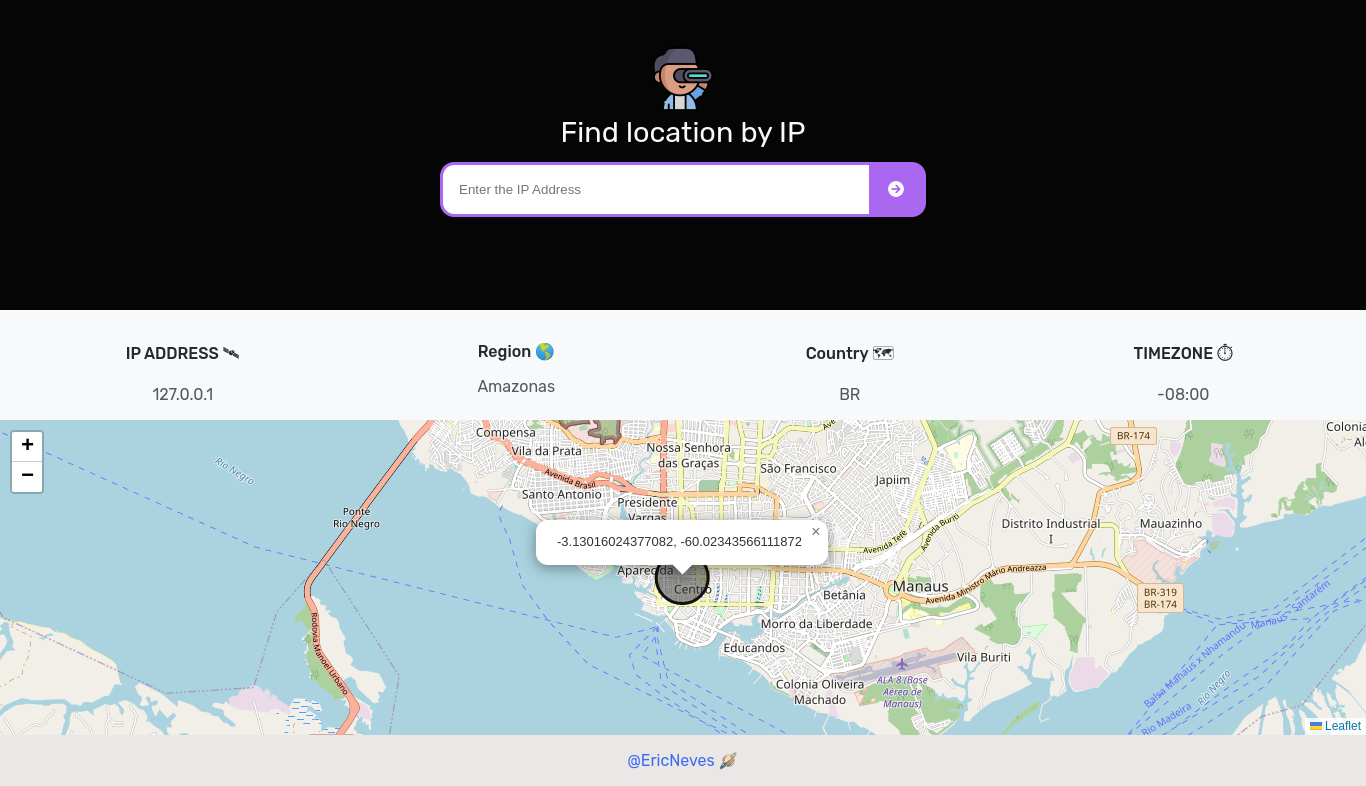 Find location by IP
Enter the IP Address
IP ADDRESS
Region
Country
TIMEZONE
127.0.0.1
Amazonas
BR
-08:00
+
−
Compensa
Vila da Prata
Nossa Senhora
das Graças
São Francisco
Japiim
BR-174
Colonia
Rio Negro
Avenida Brasil
Santo Antonio
Presidente
Vargas
Ponte
Rio Negro
Distrito Industrial
I
Mauazinho
-3.13016024377082, -60.02343566111872
×
Avenida Tefé
Avenida Buriti
Aparecida
Centro
Betânia
Manaus
Avenida Ministro Mário Andreazza
BR-319
BR-174
Morro da Liberdade
Educandos
Rodovia Manoel Urbano
Vila Buriti
Colonia Oliveira
Machado
ALA 8 (Base
Aérea de
Manaus)
Balsa Manaus x Nhamundu
Manaus - Santarém
Rio Negro
Rio Madeira
Leaflet
@EricNeves